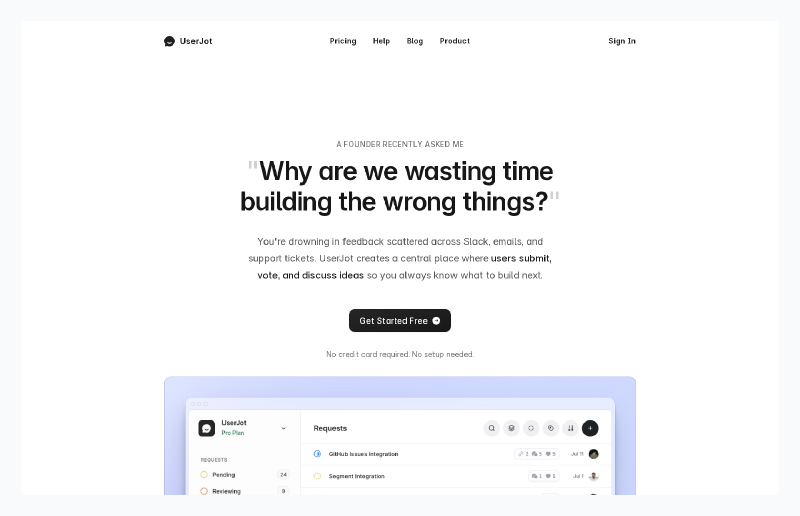 UserJot
Pricing Help Blog Product
Sign In
A FOUNDER RECENTLY ASKED ME
"Why are we wasting time
building the wrong things?"
You're drowning in feedback scattered across Slack, emails, and
support tickets. UserJot creates a central place where users submit,
vote, and discuss ideas so you always know what to build next.
Get Started Free
No credit card required. No setup needed.
UserJot
Pro Plan
Requests
REQUESTS
GitHub Issues Integration
2 5 5 Jul 11
Pending 24
Segment Integration
1 1 Jul 1
Reviewing 9